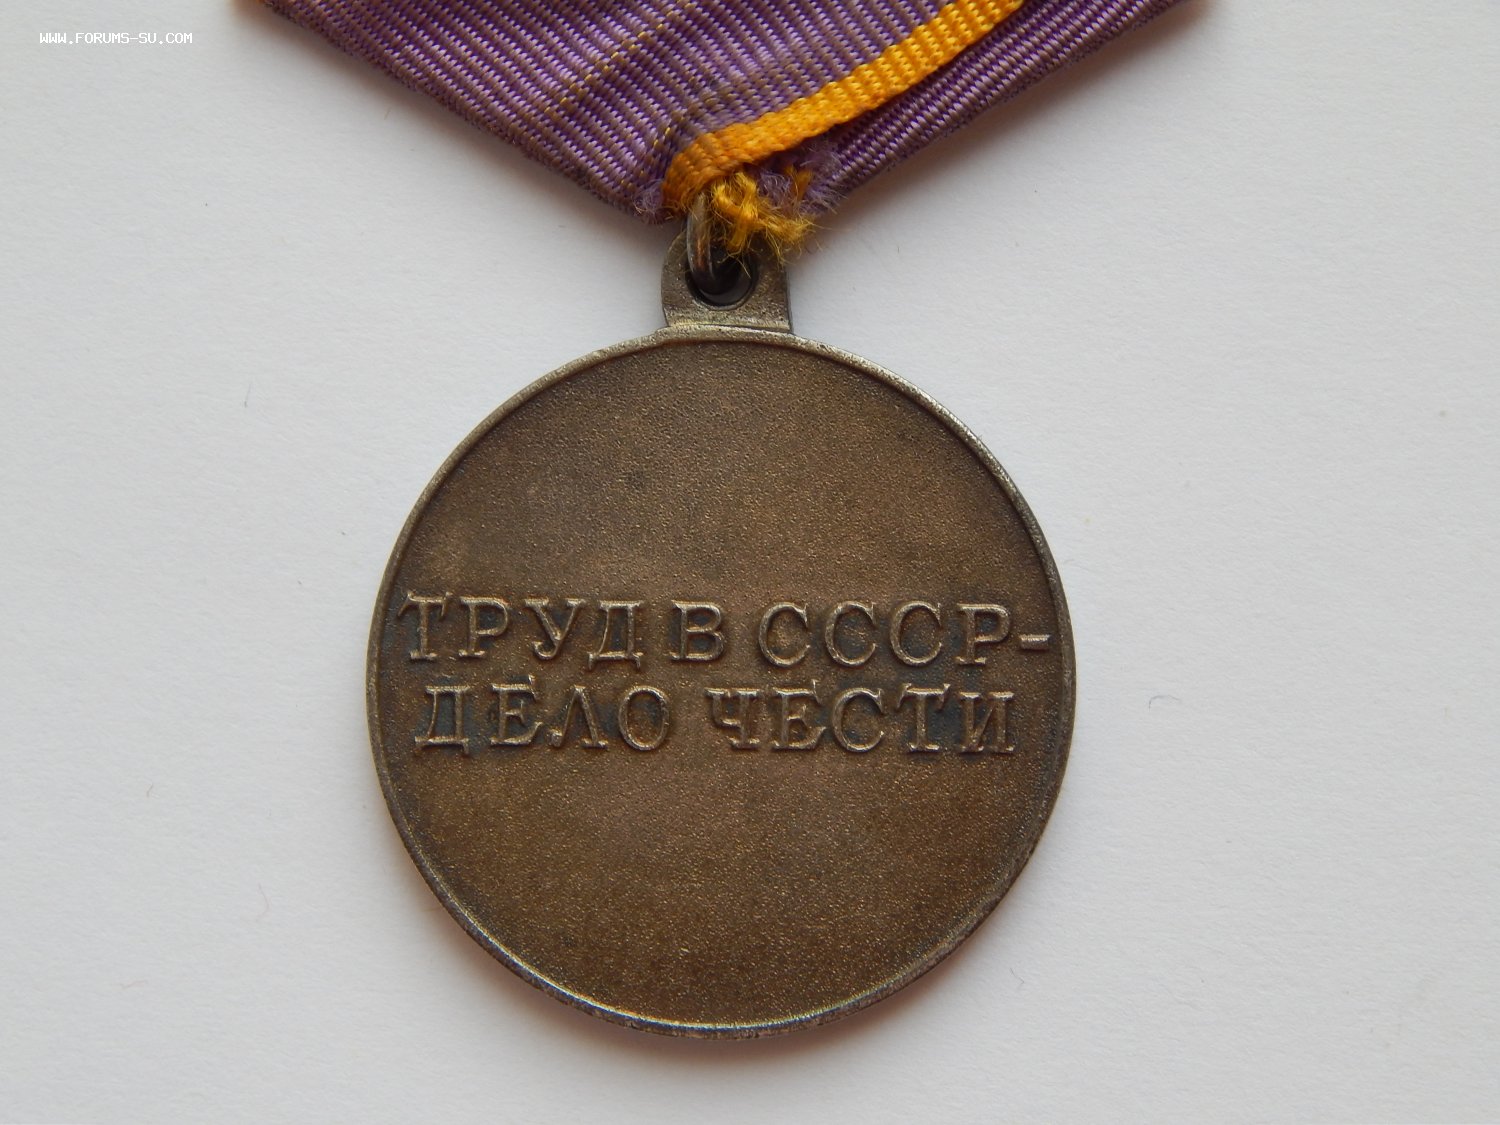 WWW.FORUMS-SU.COM
ТРУД В СССР-
ДЕЛО ЧЕСТИ